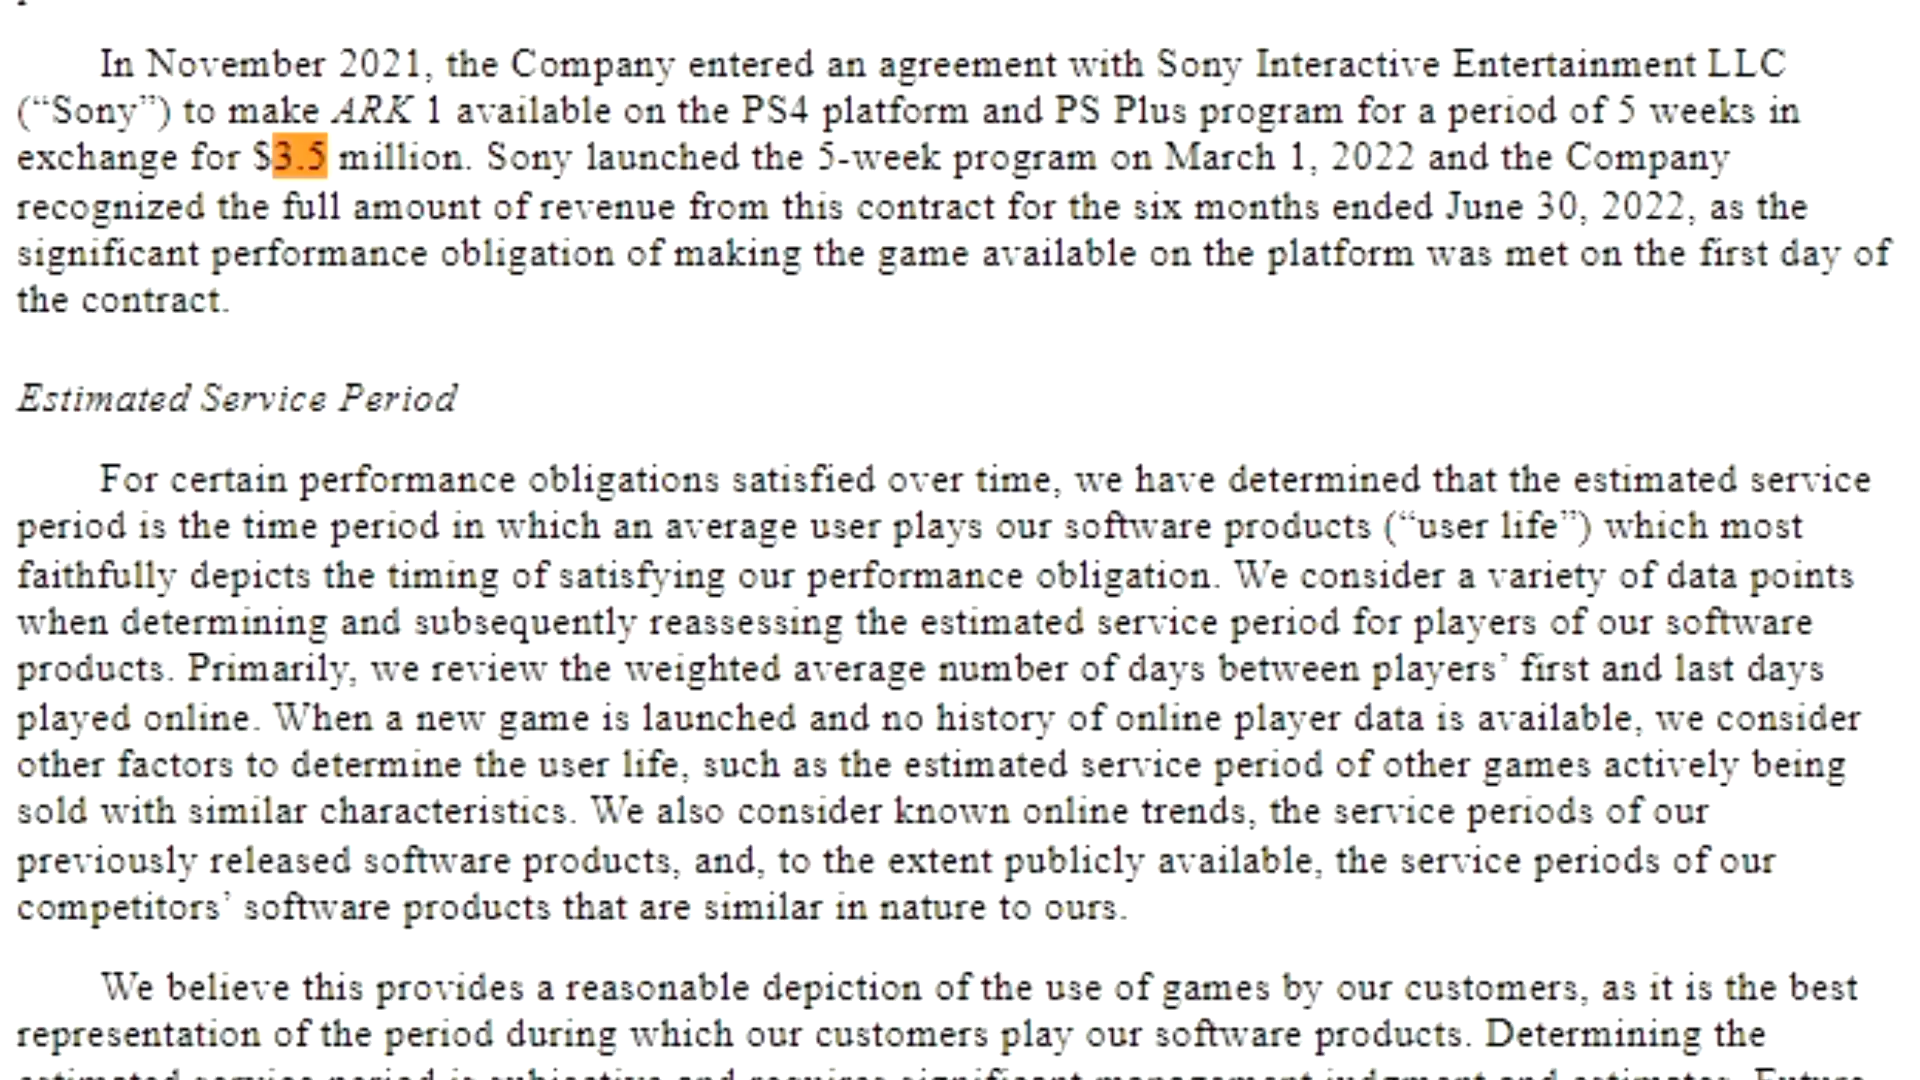 In November 2021, the Company entered an agreement with Sony Interactive Entertainment LLC
(“Sony”) to make ARK 1 available on the PS4 platform and PS Plus program for a period of 5 weeks in
exchange for $3.5 million. Sony launched the 5-week program on March 1, 2022 and the Company
recognized the full amount of revenue from this contract for the six months ended June 30, 2022, as the
significant performance obligation of making the game available on the platform was met on the first day of
the contract.
Estimated Service Period
For certain performance obligations satisfied over time, we have determined that the estimated service
period is the time period in which an average user plays our software products (“user life”) which most
faithfully depicts the timing of satisfying our performance obligation. We consider a variety of data points
when determining and subsequently reassessing the estimated service period for players of our software
products. Primarily, we review the weighted average number of days between players’ first and last days
played online. When a new game is launched and no history of online player data is available, we consider
other factors to determine the user life, such as the estimated service period of other games actively being
sold with similar characteristics. We also consider known online trends, the service periods of our
previously released software products, and, to the extent publicly available, the service periods of our
competitors’ software products that are similar in nature to ours.
We believe this provides a reasonable depiction of the use of games by our customers, as it is the best
representation of the period during which our customers play our software products. Determining the
estimated service period is subjective and requires significant management judgment and estimates. Future